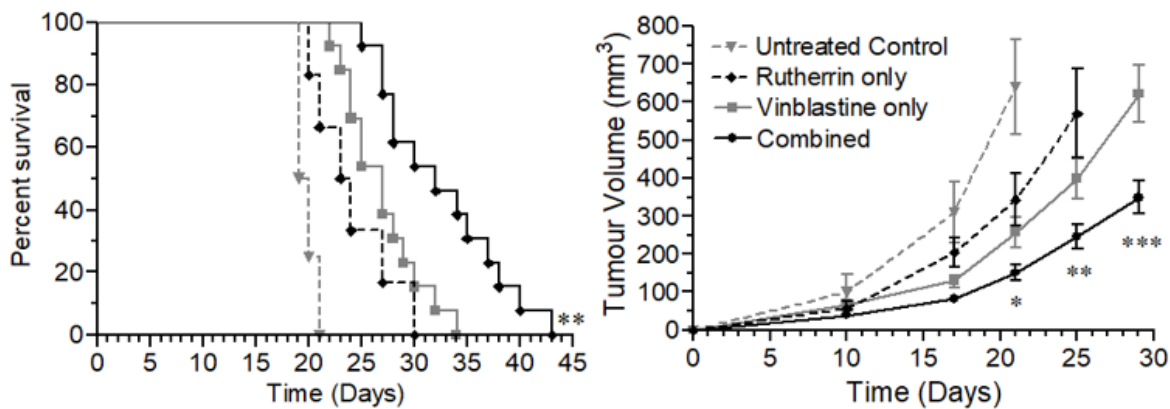 100
80
60
40
20
0
Percent survival
0 5 10 15 20 25 30 35 40 45
Time (Days)
**
800
700
600
500
400
300
200
100
0
Tumour Volume (mm³)
Untreated Control
Rutherrin only
Vinblastine only
Combined
*
**
***
0 5 10 15 20 25 30
Time (Days)